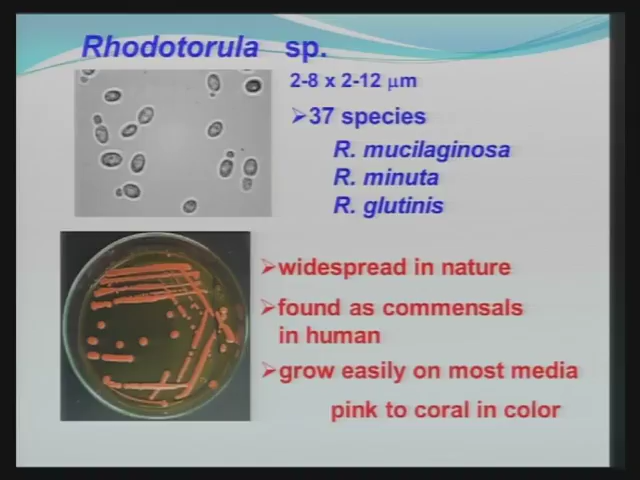 Rhodotorula sp.
2-8 x 2-12 µm
➢37 species
R. mucilaginosa
R. minuta
R. glutinis
➢widespread in nature
➢found as commensals
in human
➢grow easily on most media
pink to coral in color